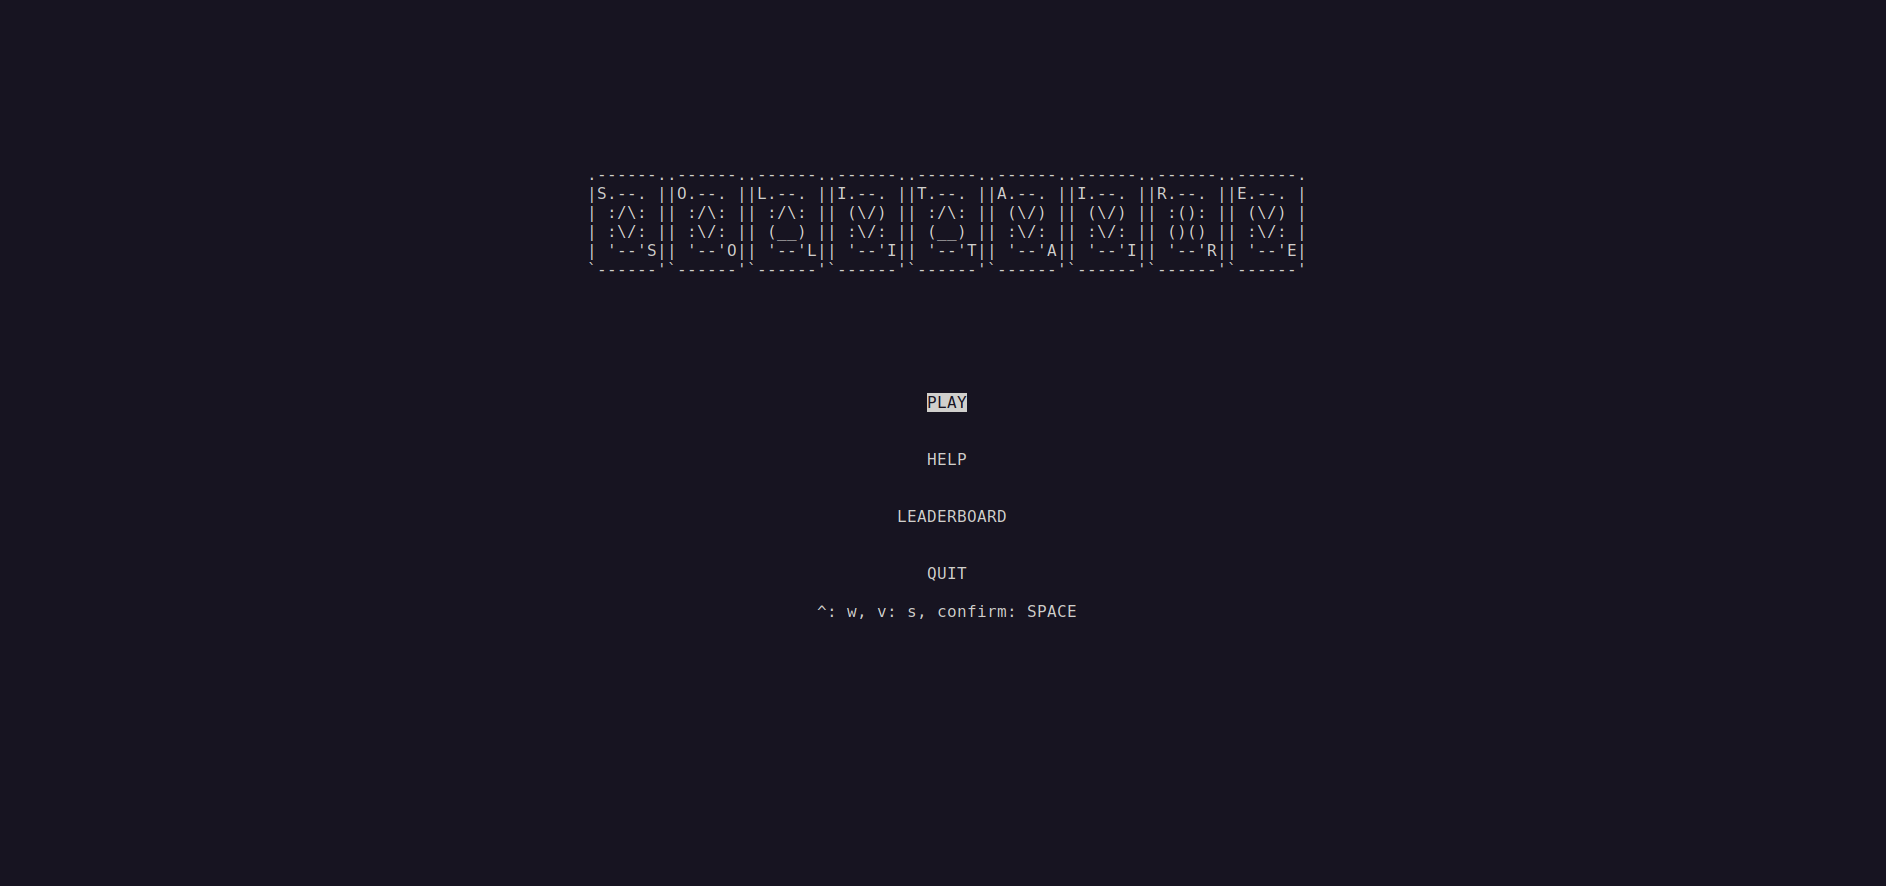 .------..------..------..------..------..------..------..------..------.
|S.--. ||O.--. ||L.--. ||I.--. ||T.--. ||A.--. ||I.--. ||R.--. ||E.--. |
| :/\: || :/\: || :/\: || (\/) || :/\: || (\/) || (\/) || :(): || (\/) |
| :\/: || :\/: || (__) || :\/: || (__) || :\/: || :\/: || ()() || :\/: |
| '--'S|| '--'O|| '--'L|| '--'I|| '--'T|| '--'A|| '--'I|| '--'R|| '--'E|
`------'`------'`------'`------'`------'`------'`------'`------'`------'
PLAY
HELP
LEADERBOARD
QUIT
^: w, v: s, confirm: SPACE